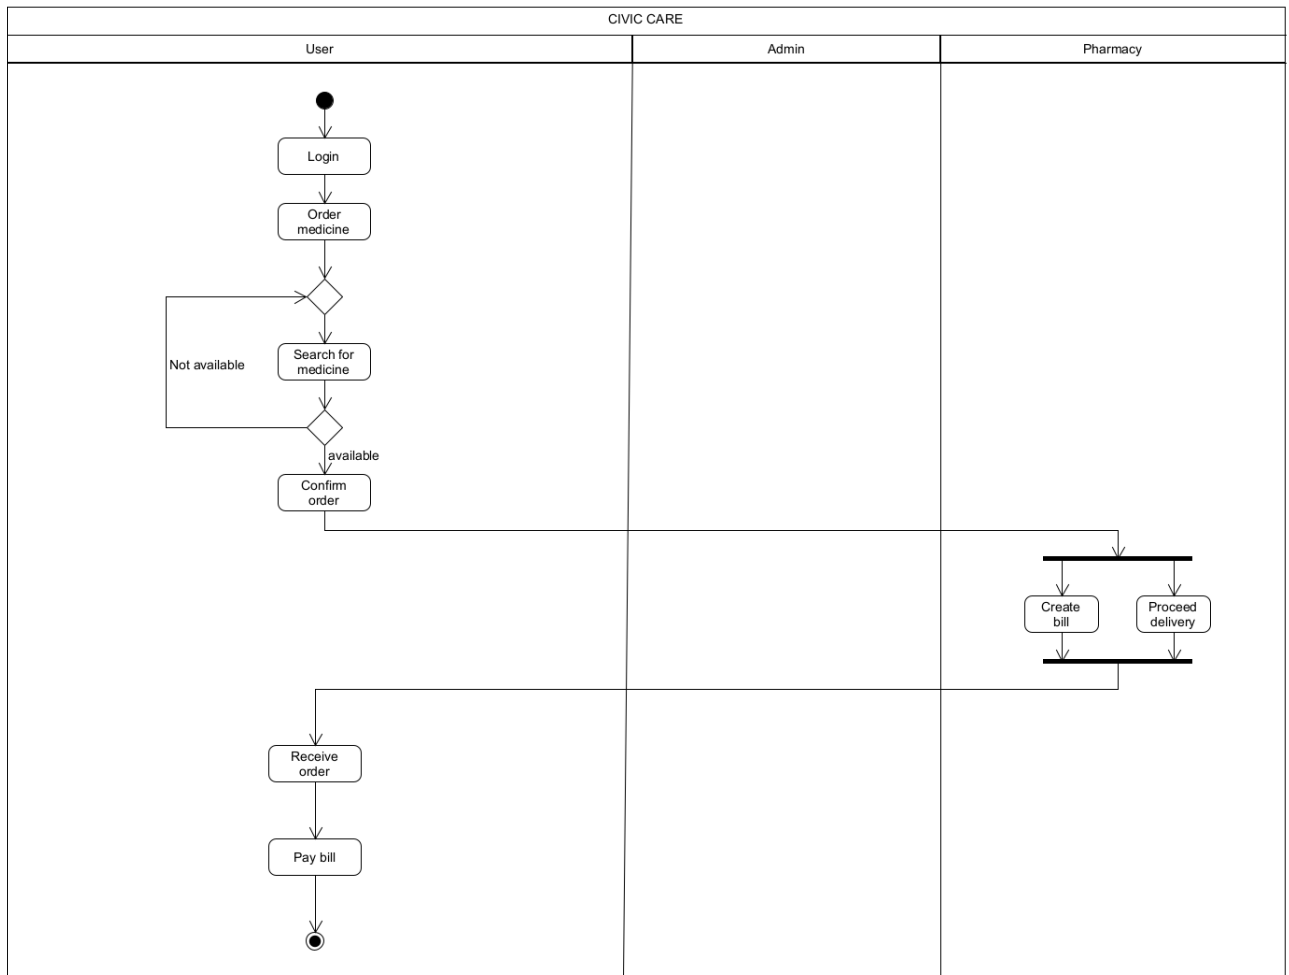 CIVIC CARE
User
Admin
Pharmacy
Login
Order
medicine
Search for
medicine
Not available
available
Confirm
order
Create
bill
Proceed
delivery
Receive
order
Pay bill